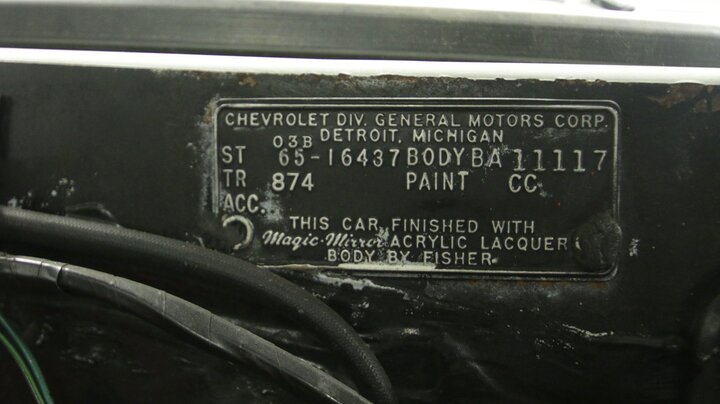 CHEVROLET DIV. GENERAL MOTORS CORP.
DETROIT, MICHIGAN
03B
ST 65-16437 BODY BA 11117
TR 874 PAINT CC
ACC.
THIS CAR FINISHED WITH
Magic-Mirror ACRYLIC LACQUER
BODY BY FISHER